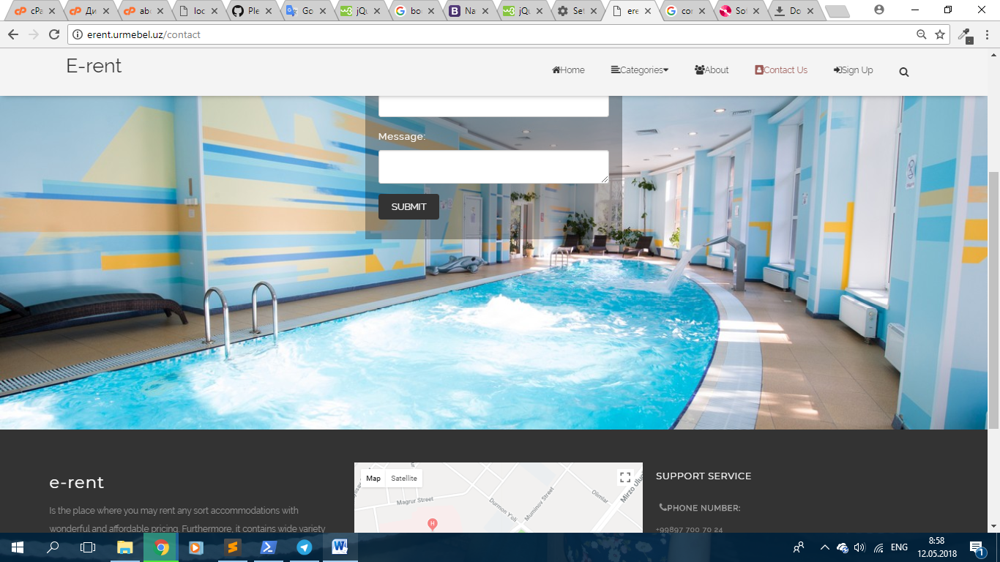 cPa
Ди
abo
loc
Ple
Go
jQu
bo
Na
jQu
Set
ere
cor
Sof
Do
erent.urmebel.uz/contact
E-rent
Home
Categories
About
Contact Us
Sign Up
Message:
SUBMIT
e-rent
Is the place where you may rent any sort accommodations with
wonderful and affordable pricing. Furthermore, it contains wide variety
Map
Satellite
Magrur Street
Durmon Yo'li
Muminov Street
Olimlar
Mirzo Ulug
H
SUPPORT SERVICE
PHONE NUMBER:
+99897 700 70 24
ENG
8:58
12.05.2018
1